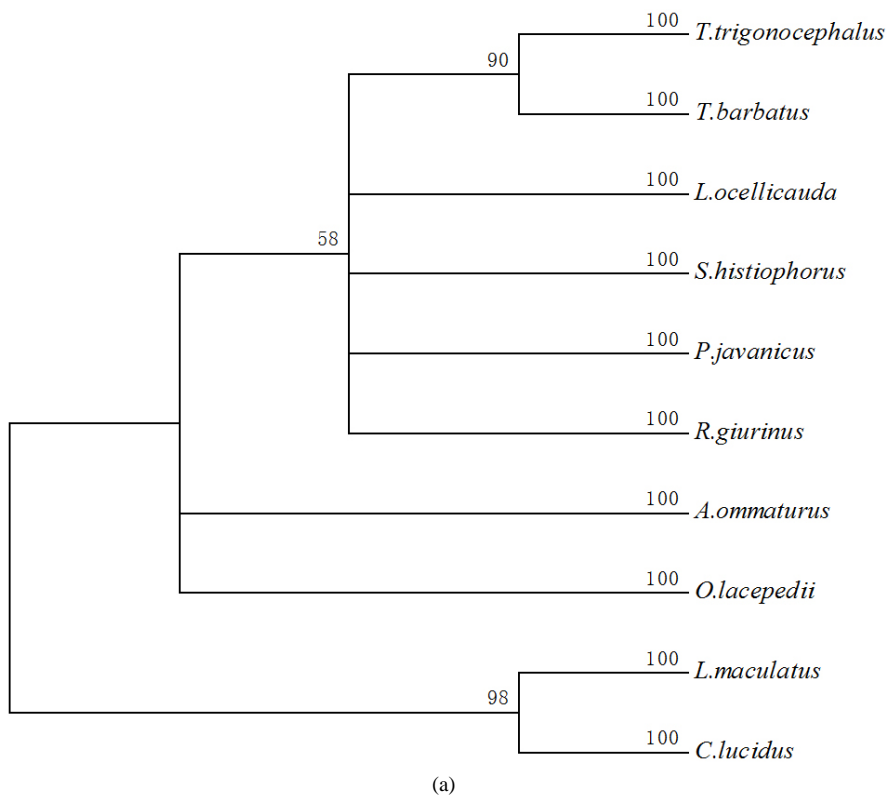 100 T.trigonocephalus
90
100 T.barbatus
100 L.ocellicauda
58
100 S.histiophorus
100 P.javanicus
100 R.giurinus
100 A.ommaturus
100 O.lacepedii
100 L.maculatus
98
100 C.lucidus
(a)